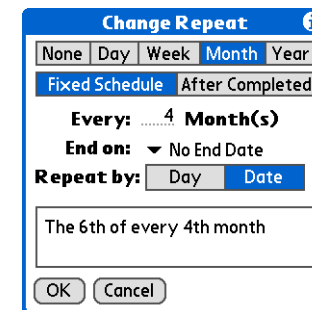 Change Repeat
None Day Week Month Year
Fixed Schedule After Completed
Every: 4 Month(s)
End on: No End Date
Repeat by: Day Date
The 6th of every 4th month
OK Cancel